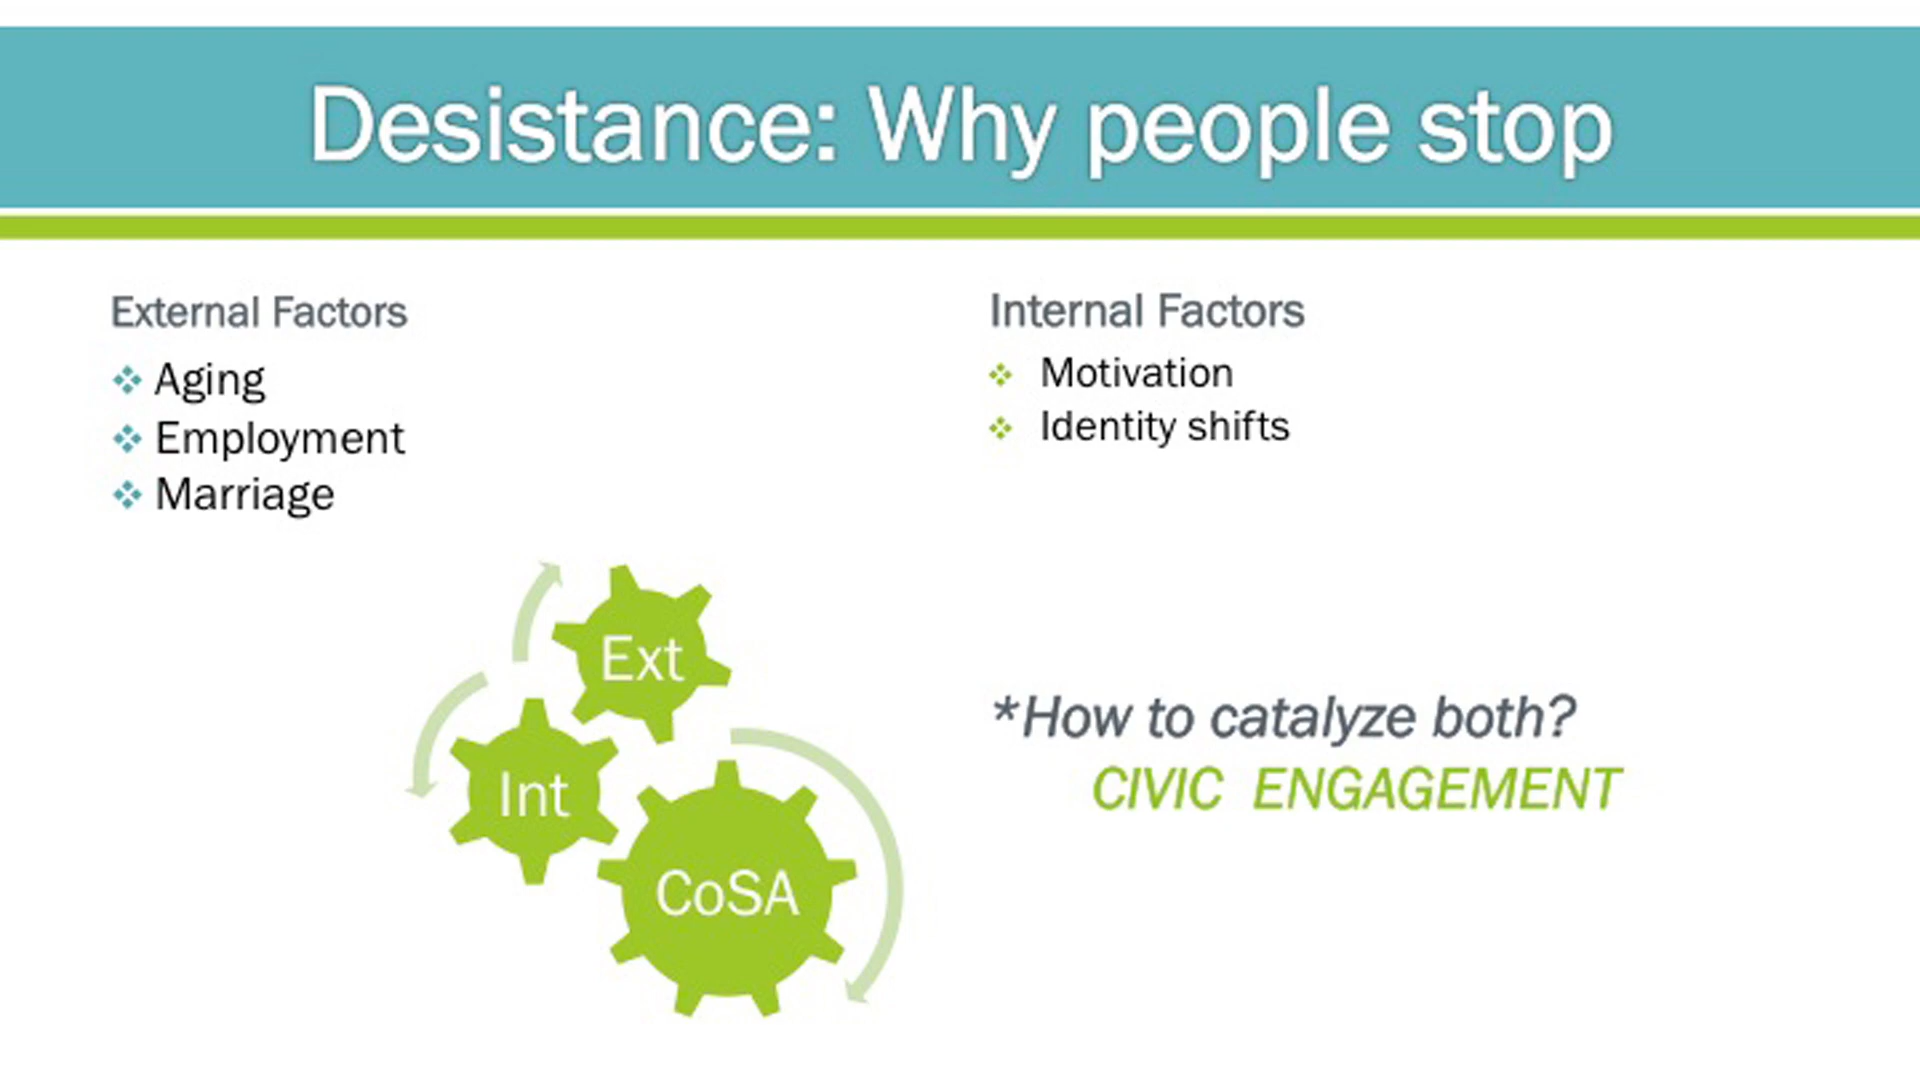 Desistance: Why people stop
External Factors
Aging
Employment
Marriage
Internal Factors
Motivation
Identity shifts
Ext
Int
CoSA
*How to catalyze both?
CIVIC ENGAGEMENT